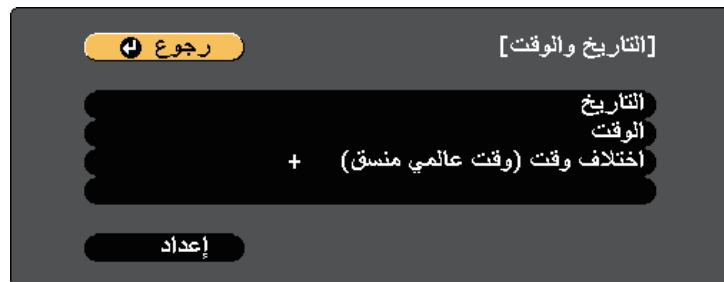 [التاريخ والوقت]
رجوع
التاريخ
الوقت
اختلاف وقت (وقت عالمي منسق) +
إعداد